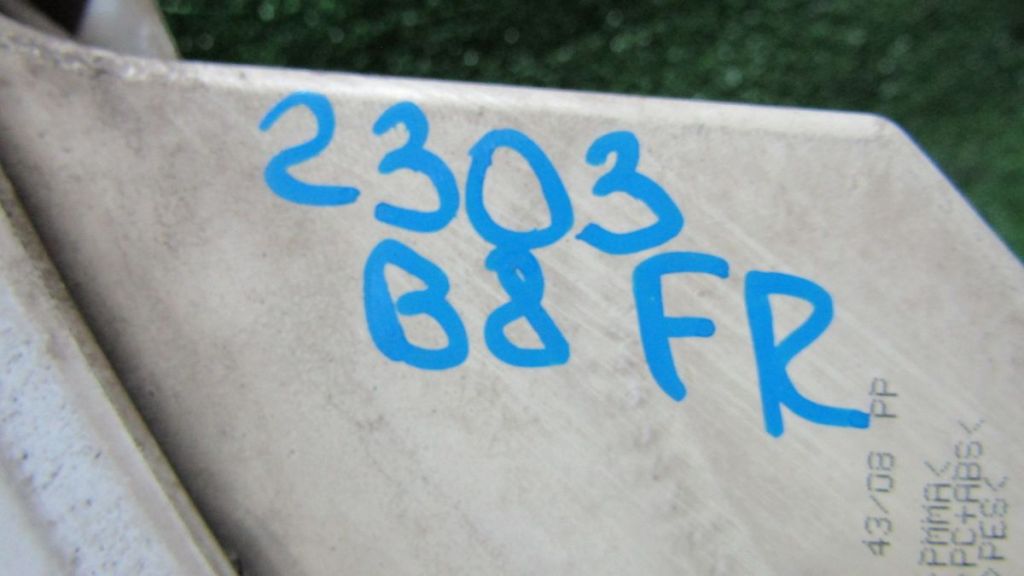 2303
B8 FR
43/08 PP
>PMMA<
>PC+ABS<
>PES<